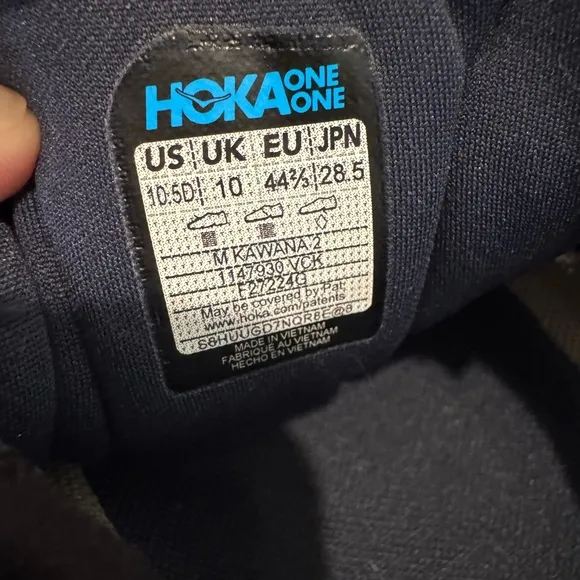 HOKA ONE ONE
US UK EU JPN
10.5D 10 44⅔ 28.5
M KAWANA 2
1147930 VCK
F27224G
May be covered by Pat.
www.hoka.com/patents
MADE IN VIETNAM
FABRIQUÉ AU VIETNAM
HECHO EN VIETNAM